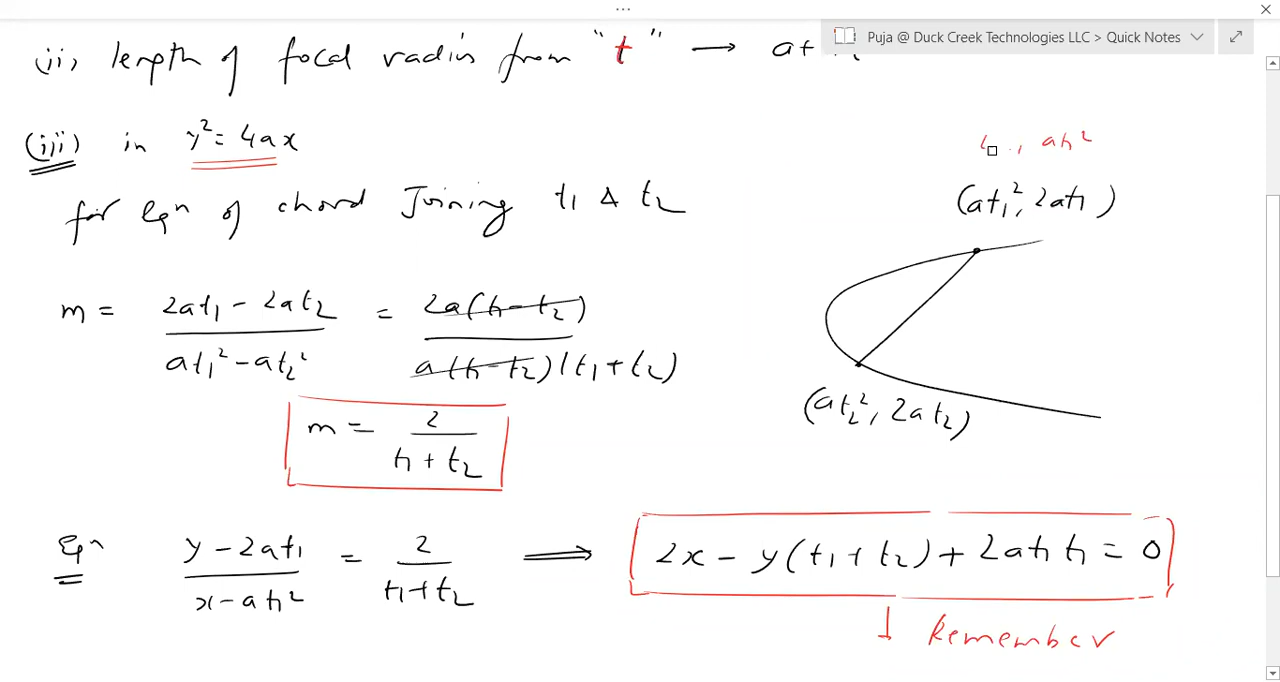 Puja @ Duck Creek Technologies LLC > Quick Notes
(ii) length of focal radius from "t" → at
(iii) in y² = 4ax
for Eqn of chord Joining t₁ & t₂
m = (2at₁ - 2at₂)/(at₁² - at₂²) = 2a(t₁ - t₂)/a(t₁ - t₂)(t₁ + t₂)
m = 2/(t₁ + t₂)
, at₁²
(at₁², 2at₁)
(at₂², 2at₂)
Eqn (y - 2at₁)/(x - at₁²) = 2/(t₁ + t₂) ⟹ 2x - y(t₁ + t₂) + 2at₁t₁ = 0
Remember